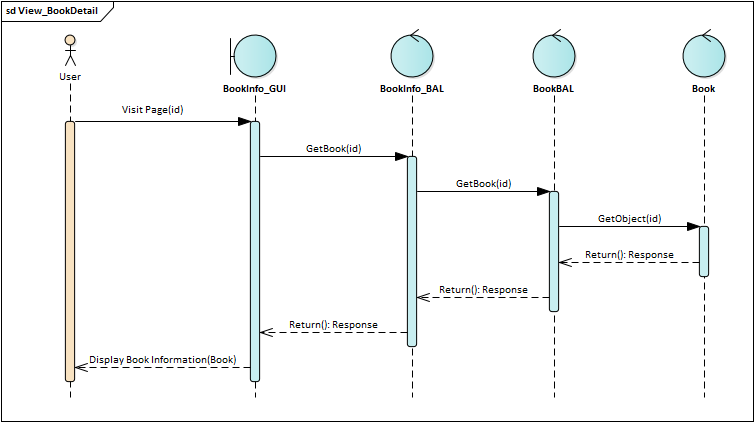 sd View_BookDetail
User
BookInfo_GUI
BookInfo_BAL
BookBAL
Book
Visit Page(id)
GetBook(id)
GetBook(id)
GetObject(id)
Return(): Response
Return(): Response
Return(): Response
Display Book Information(Book)